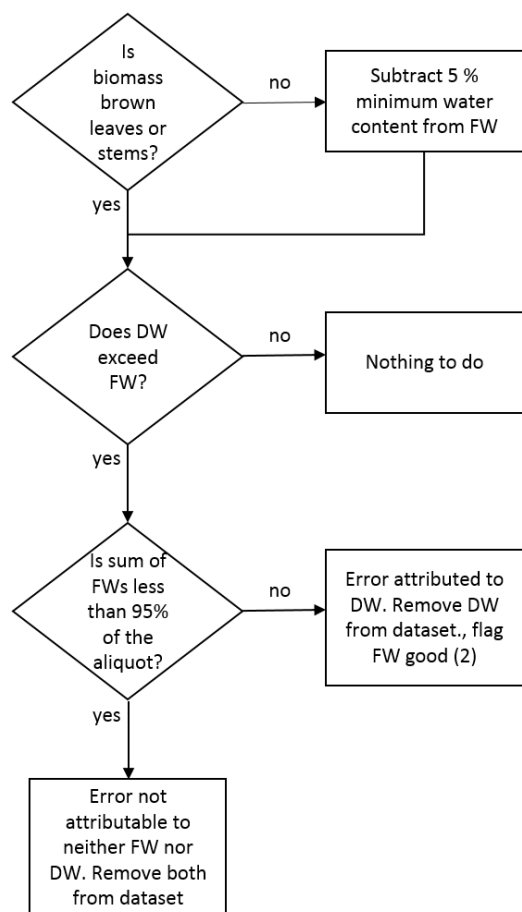 Is
biomass
brown
leaves or
stems?
no
Subtract 5 %
minimum water
content from FW
yes
Does DW
exceed
FW?
no
Nothing to do
yes
Is sum of
FWs less
than 95%
of the
aliquot?
no
Error attributed to
DW. Remove DW
from dataset., flag
FW good (2)
yes
Error not
attributable to
neither FW nor
DW. Remove both
from dataset